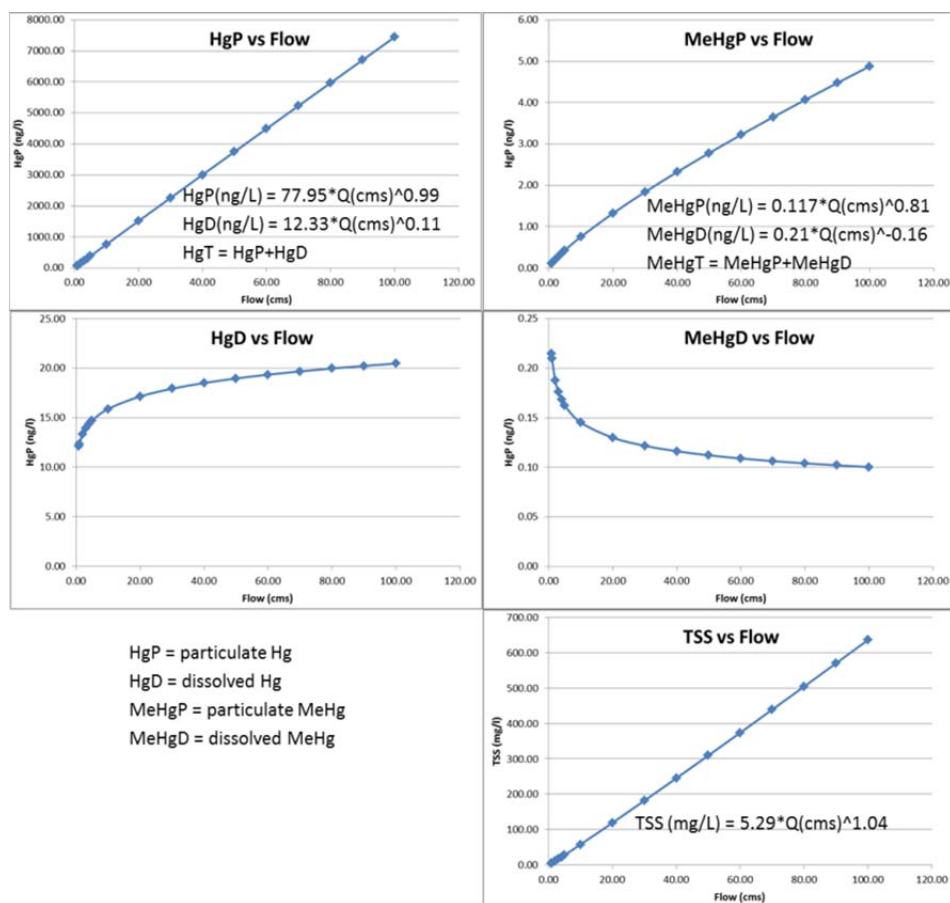 HgP vs Flow
8000.00
7000.00
6000.00
5000.00
4000.00
3000.00
2000.00
1000.00
0.00
HgP (ng/l)
HgP(ng/L) = 77.95*Q(cms)^0.99
HgD(ng/L) = 12.33*Q(cms)^0.11
HgT = HgP+HgD
0.00 20.00 40.00 60.00 80.00 100.00 120.00
Flow (cms)
MeHgP vs Flow
6.00
5.00
4.00
3.00
2.00
1.00
0.00
HgP (ng/l)
MeHgP(ng/L) = 0.117*Q(cms)^0.81
MeHgD(ng/L) = 0.21*Q(cms)^-0.16
MeHgT = MeHgP+MeHgD
0.00 20.00 40.00 60.00 80.00 100.00 120.00
Flow (cms)
HgD vs Flow
25.00
20.00
15.00
10.00
5.00
0.00
HgP (ng/l)
0.00 20.00 40.00 60.00 80.00 100.00 120.00
Flow (cms)
MeHgD vs Flow
0.25
0.20
0.15
0.10
0.05
0.00
HgP (ng/l)
0.00 20.00 40.00 60.00 80.00 100.00 120.00
Flow (cms)
HgP = particulate Hg
HgD = dissolved Hg
MeHgP = particulate MeHg
MeHgD = dissolved MeHg
TSS vs Flow
700.00
600.00
500.00
400.00
300.00
200.00
100.00
0.00
TSS (mg/l)
TSS (mg/L) = 5.29*Q(cms)^1.04
0.00 20.00 40.00 60.00 80.00 100.00 120.00
Flow (cms)